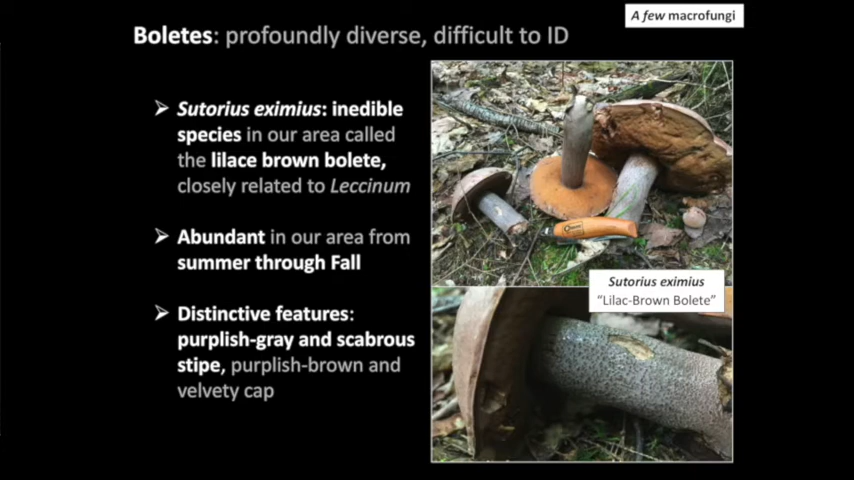 A few macrofungi
Boletes: profoundly diverse, difficult to ID
➢ Sutorius eximius: inedible
species in our area called
the lilace brown bolete,
closely related to Leccinum
➢ Abundant in our area from
summer through Fall
➢ Distinctive features:
purplish-gray and scabrous
stipe, purplish-brown and
velvety cap
Sutorius eximius
“Lilac-Brown Bolete”